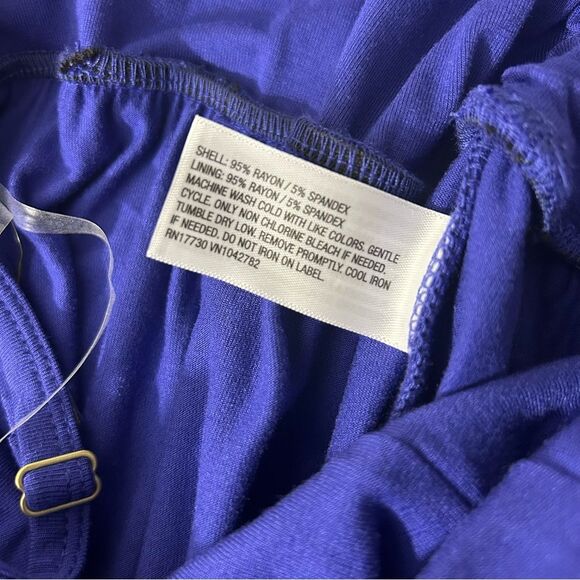 SHELL: 95% RAYON / 5% SPANDEX
LINING: 95% RAYON / 5% SPANDEX
MACHINE WASH COLD WITH LIKE COLORS. GENTLE
CYCLE. ONLY NON CHLORINE BLEACH IF NEEDED.
TUMBLE DRY LOW. REMOVE PROMPTLY. COOL IRON
IF NEEDED. DO NOT IRON ON LABEL.
RN17730 VN1042782